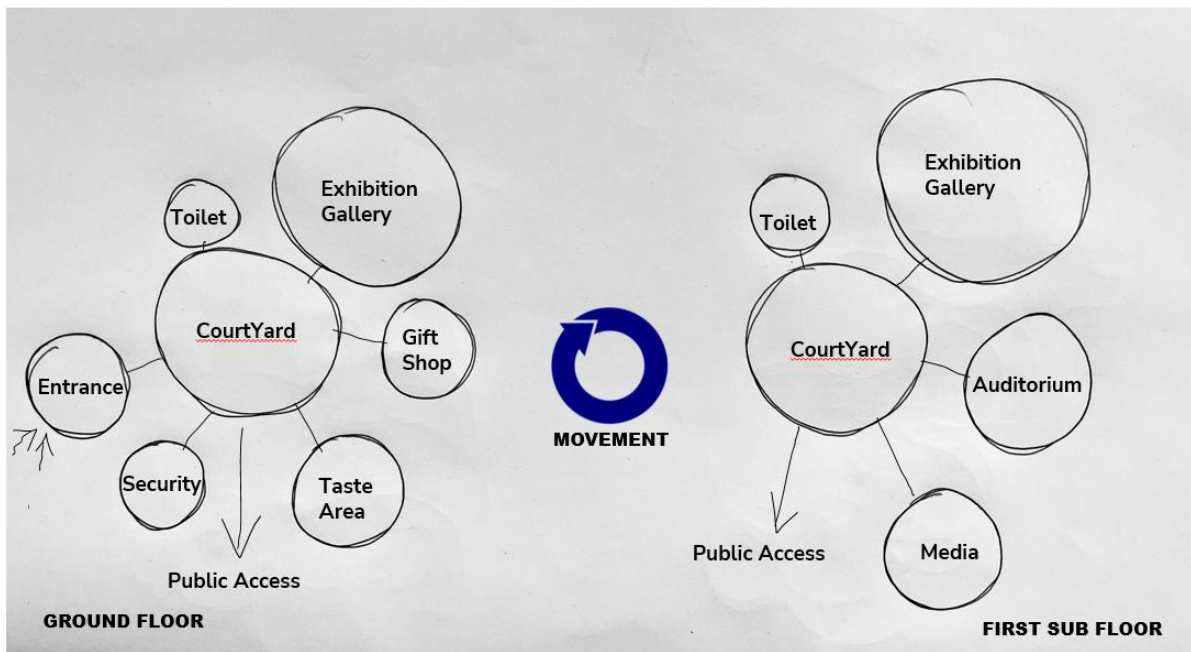 Exhibition
Gallery
Toilet
CourtYard
Gift
Shop
Entrance
Security
Taste
Area
Public Access
GROUND FLOOR
MOVEMENT
Exhibition
Gallery
Toilet
CourtYard
Auditorium
Media
Public Access
FIRST SUB FLOOR